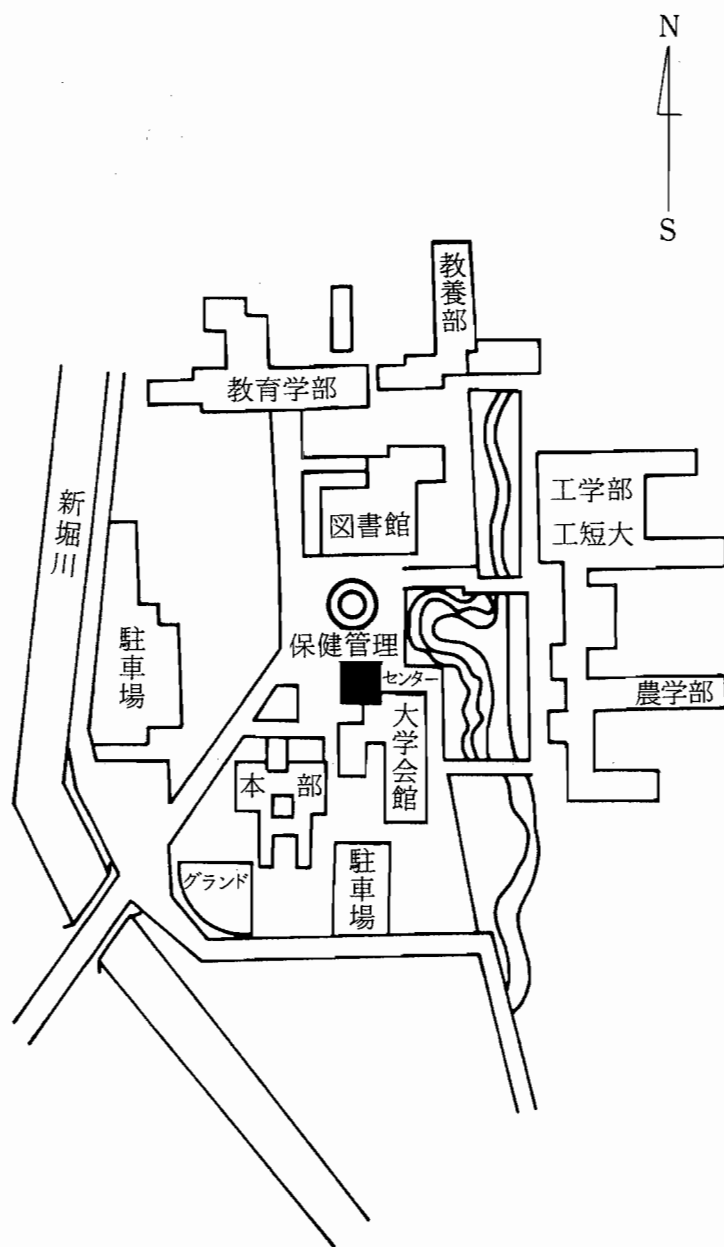 N
S
教養部
教育学部
工学部
工短大
図書館
新堀川
駐車場
保健管理
センター
農学部
大学会館
本部
駐車場
グランド